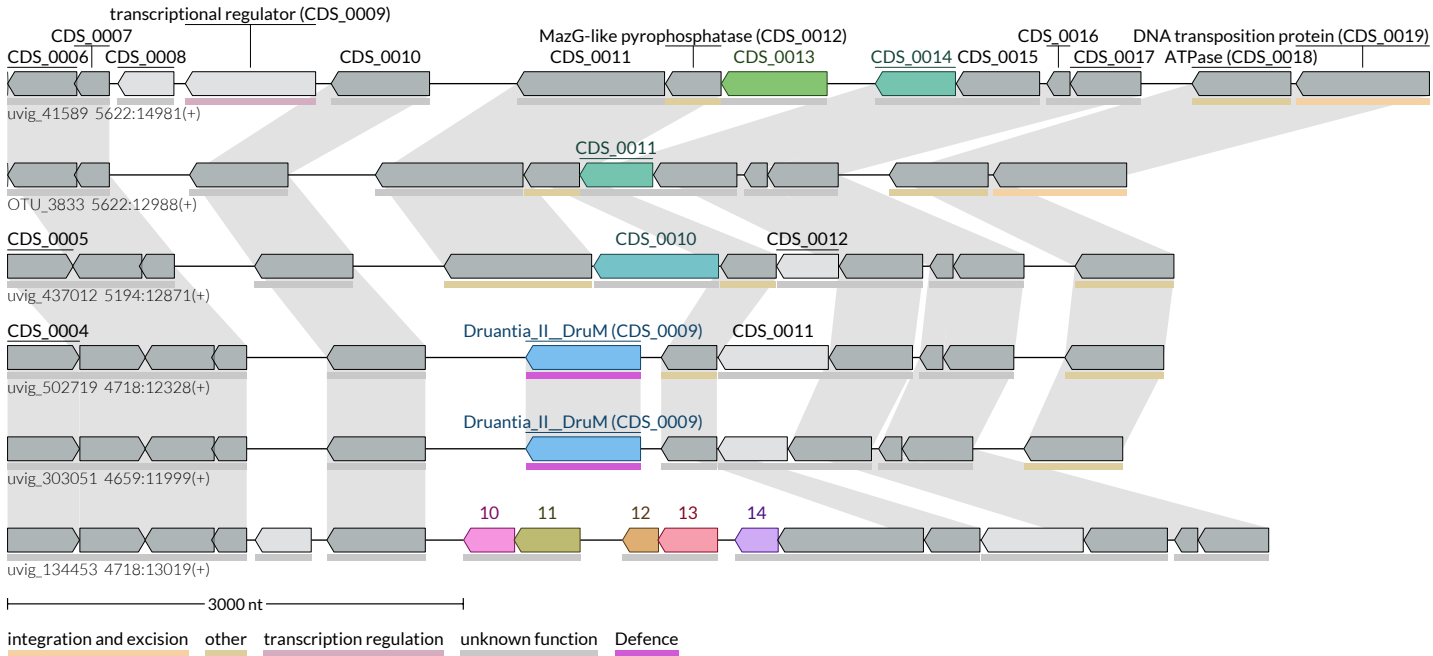 transcriptional regulator (CDS_0009)
CDS_0007 MazG-like pyrophosphatase (CDS_0012) CDS_0016 DNA transposition protein (CDS_0019)
CDS_0006 CDS_0008 CDS_0010 CDS_0011 CDS_0013 CDS_0014 CDS_0015 CDS_0017 ATPase (CDS_0018)
uvig_41589 5622:14981(+)
CDS_0011
OTU_3833 5622:12988(+)
CDS_0005 CDS_0010 CDS_0012
uvig_437012 5194:12871(+)
CDS_0004 Druantia_II__DruM (CDS_0009) CDS_0011
uvig_502719 4718:12328(+)
Druantia_II__DruM (CDS_0009)
uvig_303051 4659:11999(+)
10 11 12 13 14
uvig_134453 4718:13019(+)
3000 nt
integration and excision other transcription regulation unknown function Defence